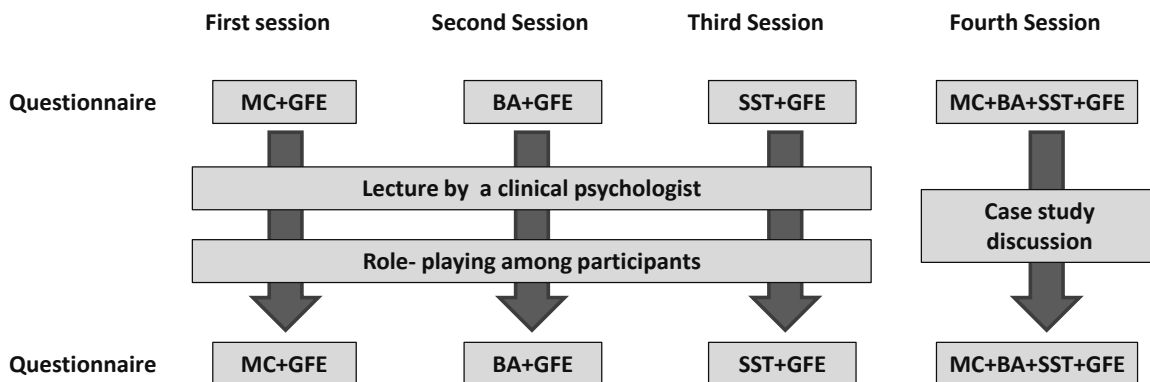 First session Second Session Third Session Fourth Session
Questionnaire MC+GFE BA+GFE SST+GFE MC+BA+SST+GFE
Lecture by a clinical psychologist
Case study
discussion
Role- playing among participants
Questionnaire MC+GFE BA+GFE SST+GFE MC+BA+SST+GFE